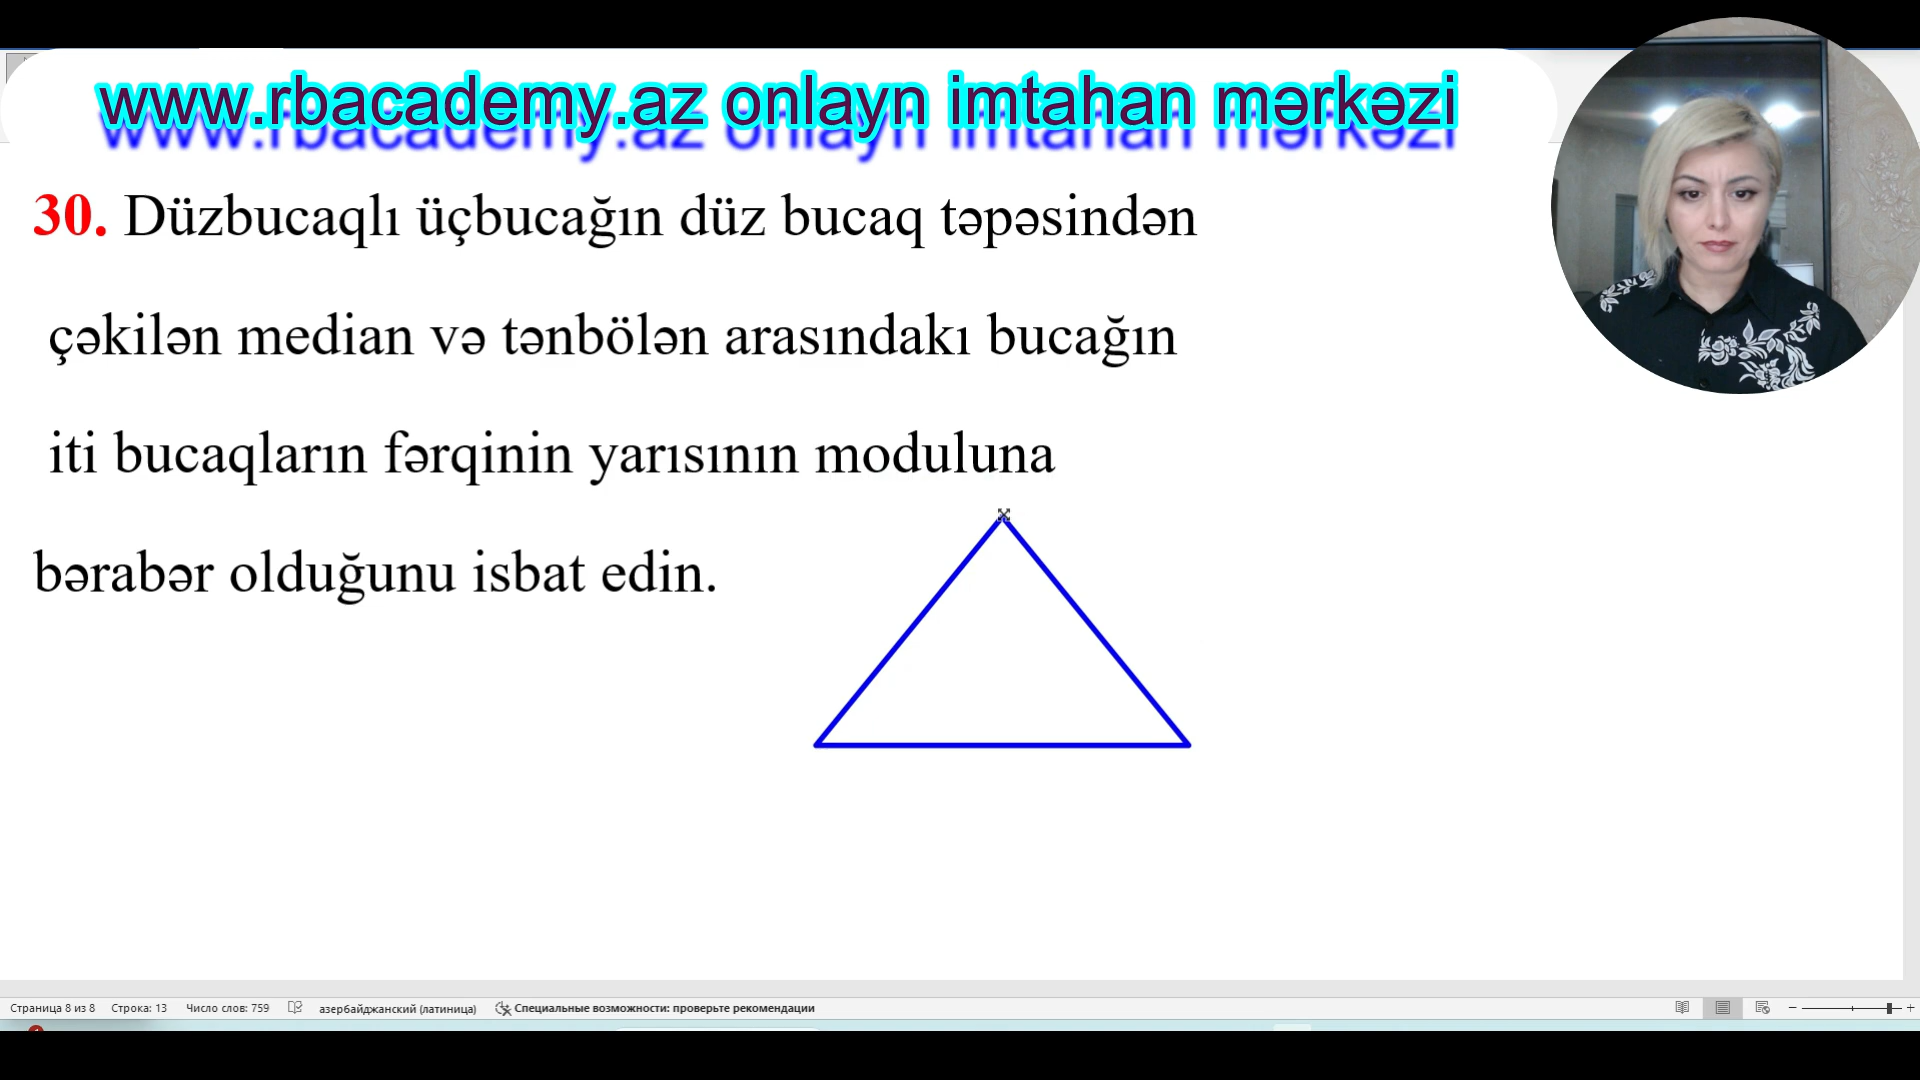 www.rbacademy.az onlayn imtahan mərkəzi
30. Düzbucaqlı üçbucağın düz bucaq təpəsindən
çəkilən median və tənbölən arasındakı bucağın
iti bucaqların fərqinin yarısının moduluna
bərabər olduğunu isbat edin.
Страница 8 из 8 Строка: 13 Число слов: 759 азербайджанский (латиница) Специальные возможности: проверьте рекомендации